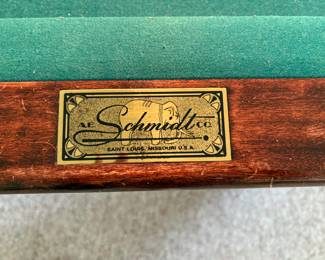 A.E. Schmidt CO.
SAINT LOUIS, MISSOURI U.S.A.